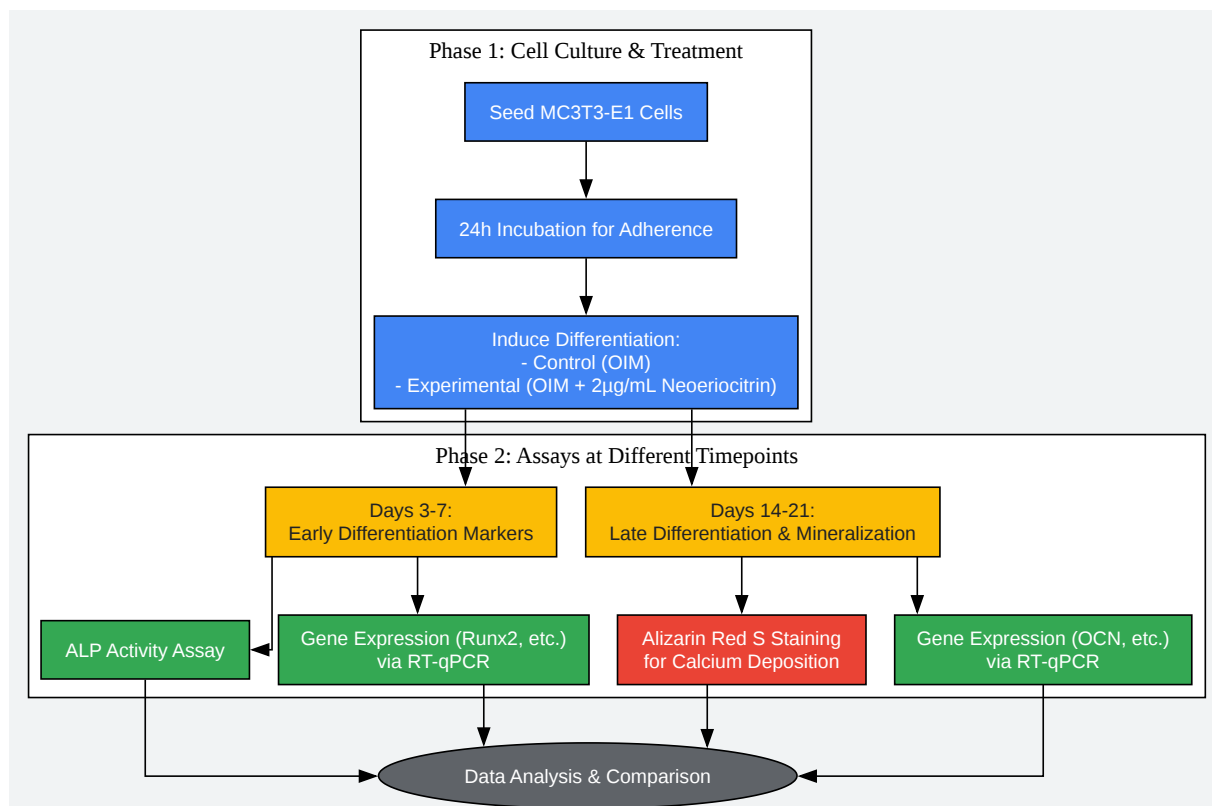 Phase 1: Cell Culture & Treatment
Seed MC3T3-E1 Cells
24h Incubation for Adherence
Induce Differentiation:
- Control (OIM)
- Experimental (OIM + 2µg/mL Neoeriocitrin)
Phase 2: Assays at Different Timepoints
Days 3-7:
Early Differentiation Markers
Days 14-21:
Late Differentiation & Mineralization
ALP Activity Assay
Gene Expression (Runx2, etc.)
via RT-qPCR
Alizarin Red S Staining
for Calcium Deposition
Gene Expression (OCN, etc.)
via RT-qPCR
Data Analysis & Comparison